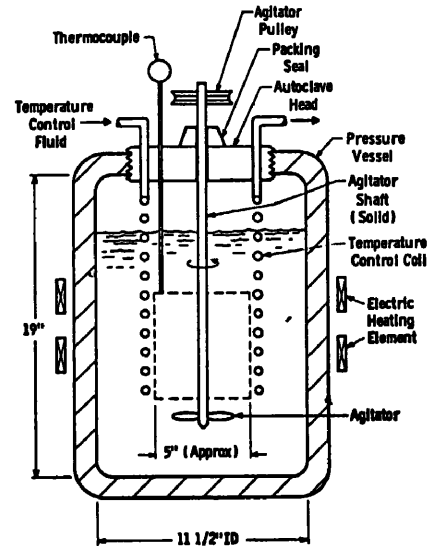 Agitator
Pulley
Thermocouple
Packing
Seal
Autoclave
Head
Temperature
Control
Fluid
Pressure
Vessel
Agitator
Shaft
(Solid)
Temperature
Control Coil
Electric
Heating
Element
19"
Agitator
5" (Approx)
11 1/2" ID